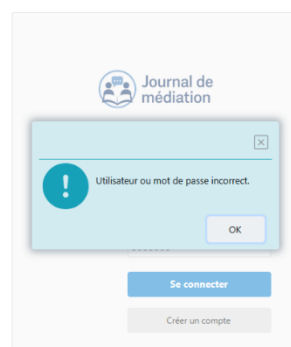 Journal de
médiation
Utilisateur ou mot de passe incorrect.
OK
Se connecter
Créer un compte